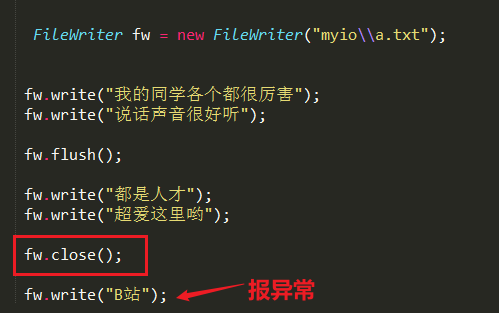 FileWriter fw = new FileWriter("myio\\a.txt");
fw.write("我的同学各个都很厉害");
fw.write("说话声音很好听");
fw.flush();
fw.write("都是人才");
fw.write("超爱这里哟");
fw.close();
fw.write("B站");
报异常